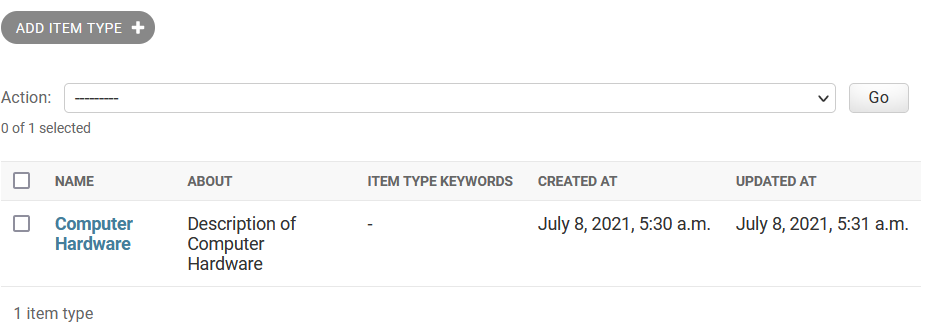 ADD ITEM TYPE +
Action: --------- Go
0 of 1 selected
NAME ABOUT ITEM TYPE KEYWORDS CREATED AT UPDATED AT
Computer Description of - July 8, 2021, 5:30 a.m. July 8, 2021, 5:31 a.m.
Hardware Computer
Hardware
1 item type